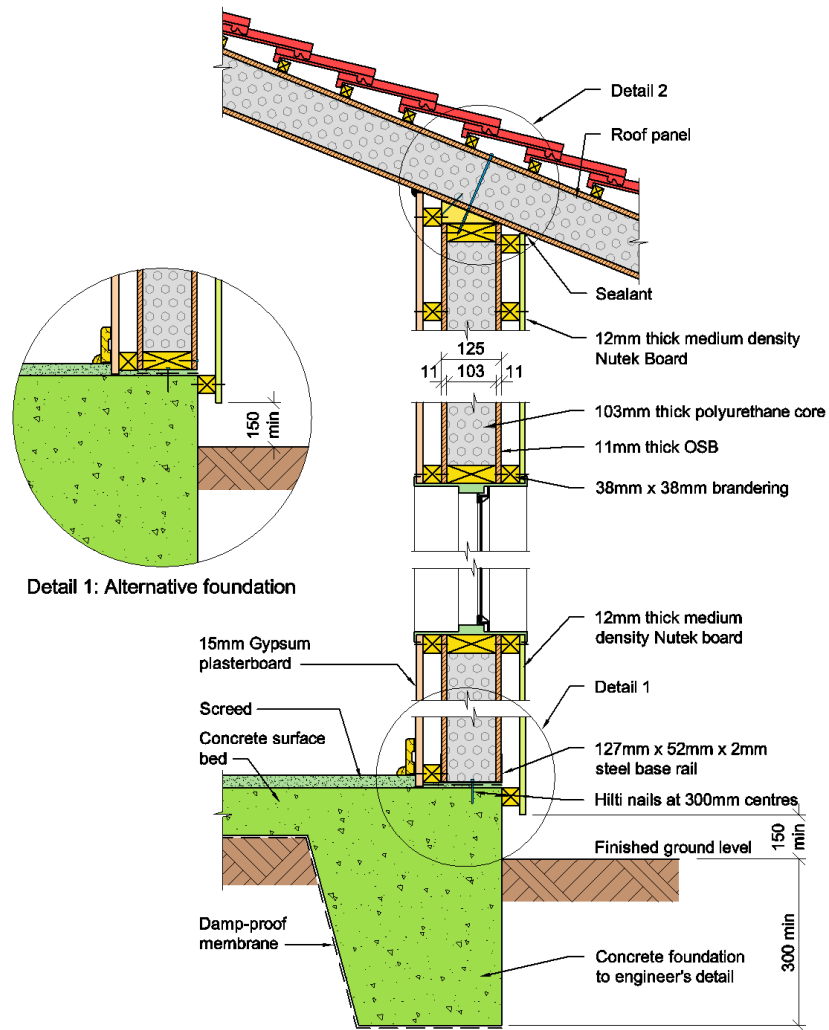 Detail 2
Roof panel
Sealant
12mm thick medium density
Nutek Board
125
11
103
11
103mm thick polyurethane core
11mm thick OSB
38mm x 38mm brandering
150
min
Detail 1: Alternative foundation
12mm thick medium
density Nutek board
15mm Gypsum
plasterboard
Detail 1
Screed
Concrete surface
bed
127mm x 52mm x 2mm
steel base rail
Hilti nails at 300mm centres
150
min
Finished ground level
Damp-proof
membrane
Concrete foundation
to engineer's detail
300 min